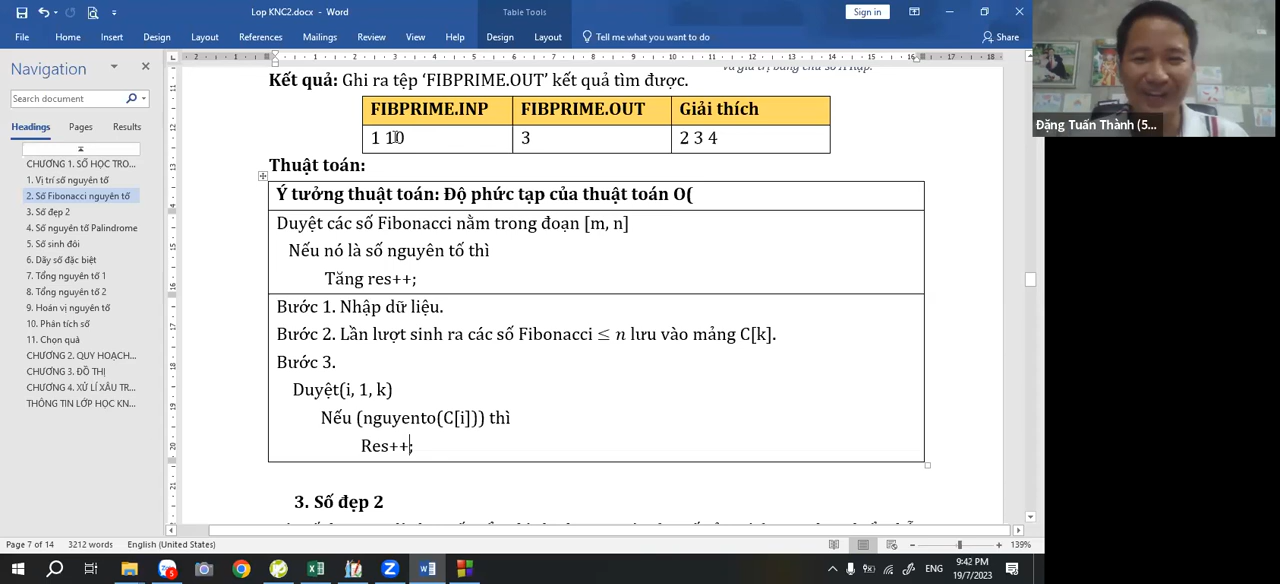 Lop KNC2.docx - Word
Table Tools
Sign in
File Home Insert Design Layout References Mailings Review View Help Design Layout Tell me what you want to do Share
Navigation
Search document
Headings Pages Results
CHƯƠNG 1. SỐ HỌC TRO...
1. Vị trí số nguyên tố
2. Số Fibonacci nguyên tố
3. Số đẹp 2
4. Số nguyên tố Palindrome
5. Số sinh đôi
6. Dãy số đặc biệt
7. Tổng nguyên tố 1
8. Tổng nguyên tố 2
9. Hoán vị nguyên tố
10. Phân tích số
11. Chọn quà
CHƯƠNG 2. QUY HOẠCH...
CHƯƠNG 3. ĐỒ THỊ
CHƯƠNG 4. XỬ LÍ XÂU TR...
THÔNG TIN LỚP HỌC KN...
Kết quả: Ghi ra tệp ‘FIBPRIME.OUT’ kết quả tìm được.
FIBPRIME.INP FIBPRIME.OUT Giải thích
1 10 3 2 3 4
Thuật toán:
Ý tưởng thuật toán: Độ phức tạp của thuật toán O(
Duyệt các số Fibonacci nằm trong đoạn [m, n]
Nếu nó là số nguyên tố thì
Tăng res++;
Bước 1. Nhập dữ liệu.
Bước 2. Lần lượt sinh ra các số Fibonacci ≤ n lưu vào mảng C[k].
Bước 3.
Duyệt(i, 1, k)
Nếu (nguyento(C[i])) thì
Res++;
3. Số đẹp 2
Đặng Tuấn Thành (5...
Page 7 of 14 3212 words English (United States) 139%
ENG
9:42 PM
19/7/2023